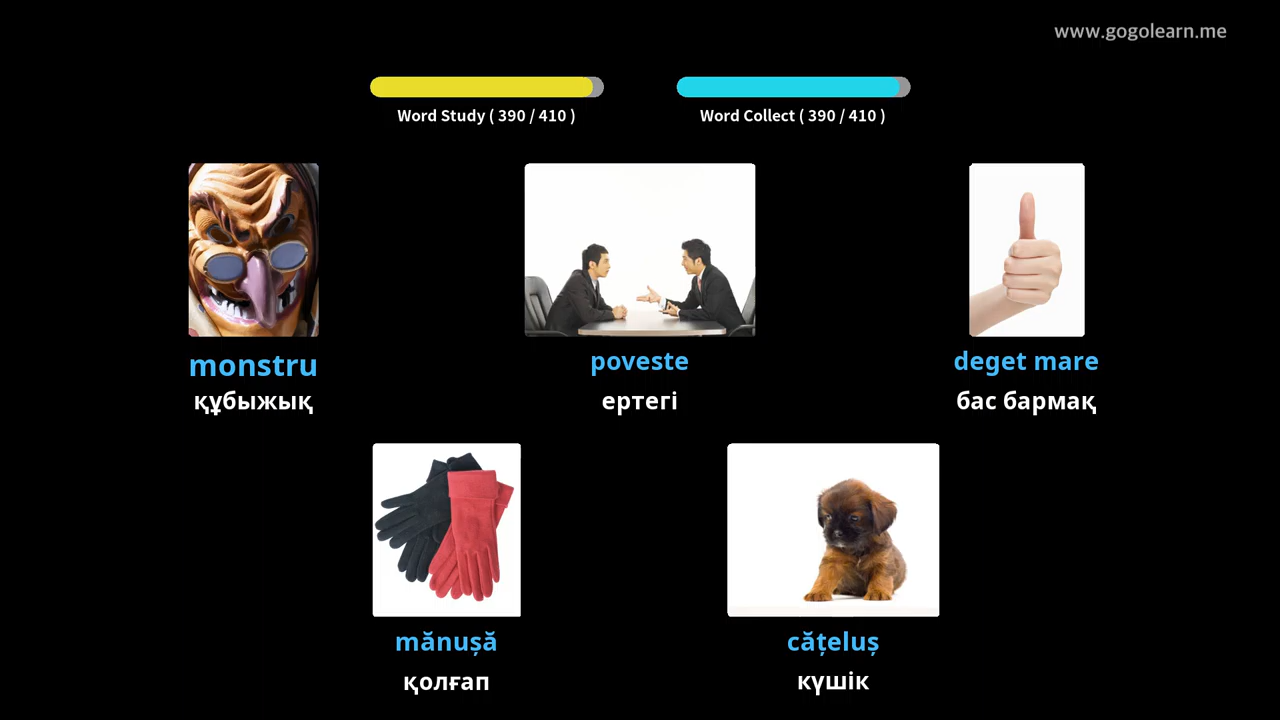 www.gogolearn.me
Word Study ( 390 / 410 )
Word Collect ( 390 / 410 )
monstru
құбыжық
poveste
ертегі
deget mare
бас бармақ
mănușă
қолғап
cățeluș
күшік